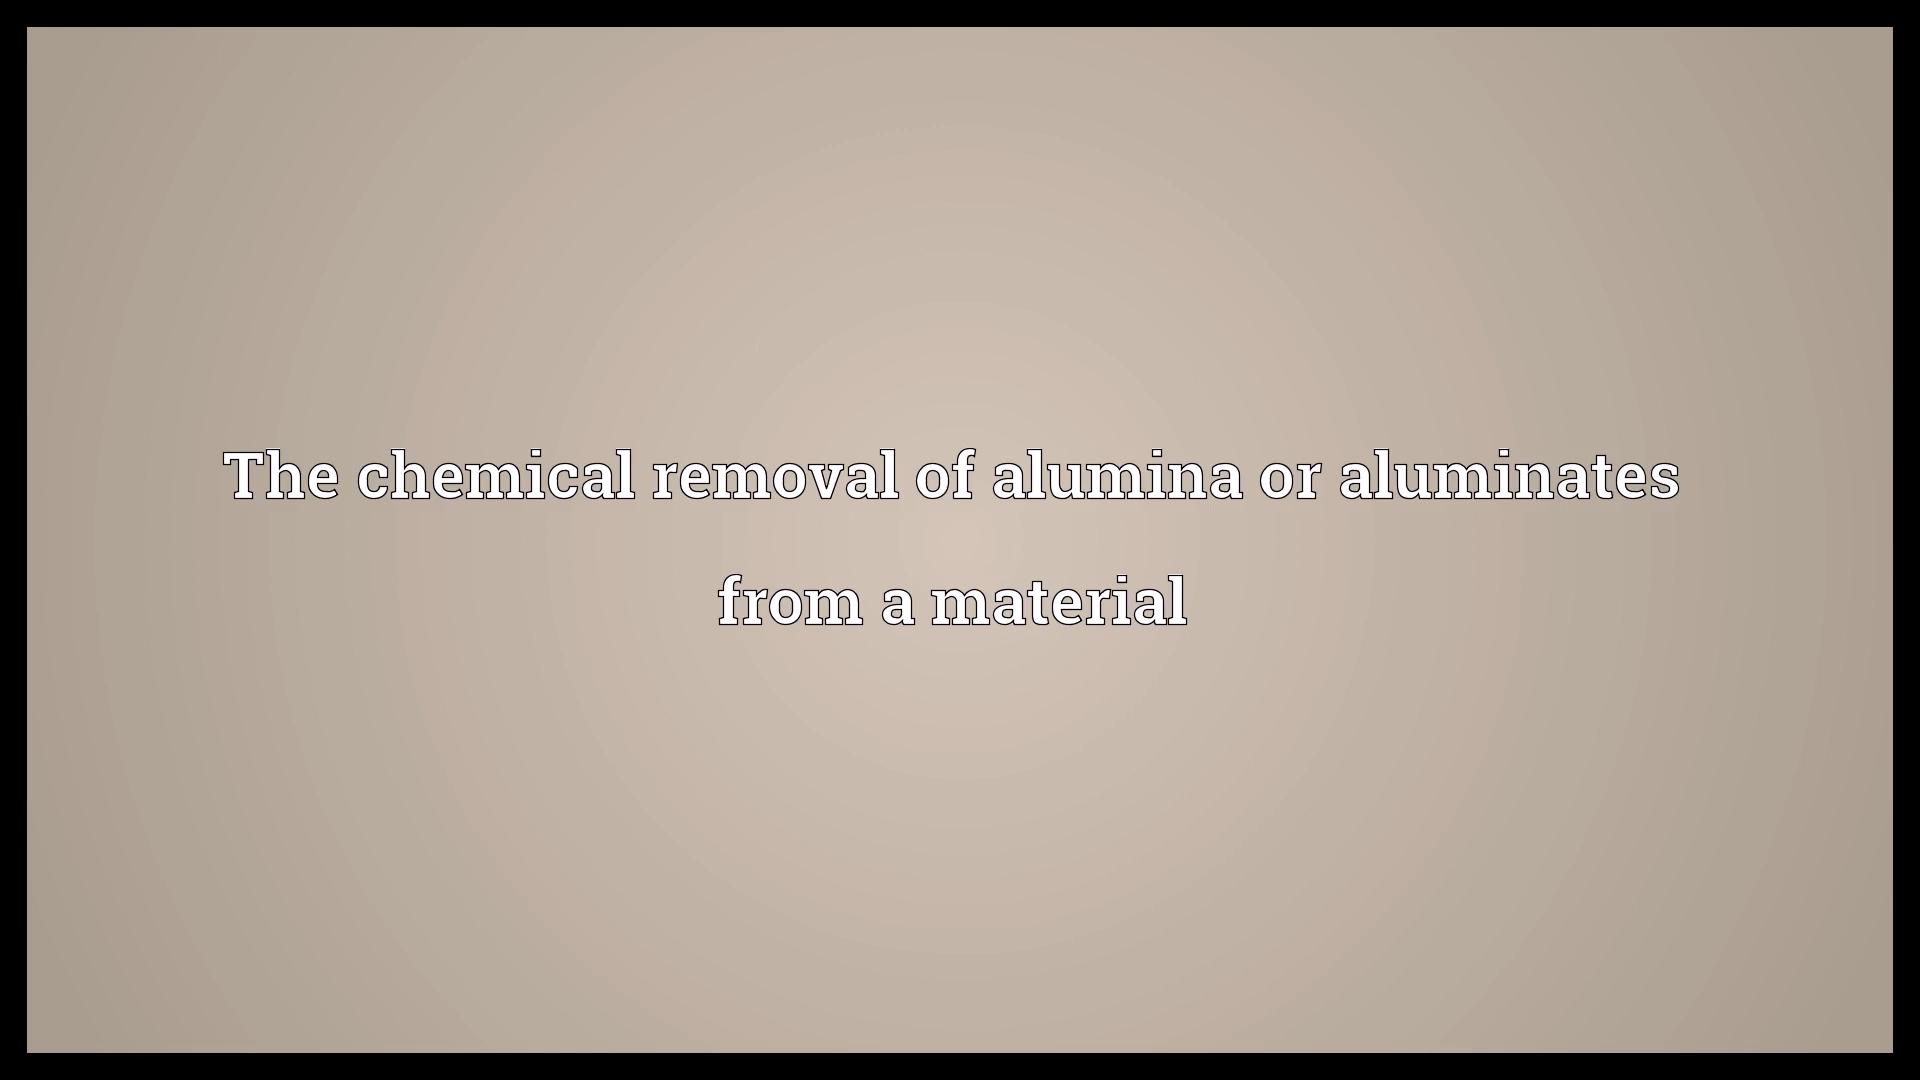 The chemical removal of alumina or aluminates
from a material